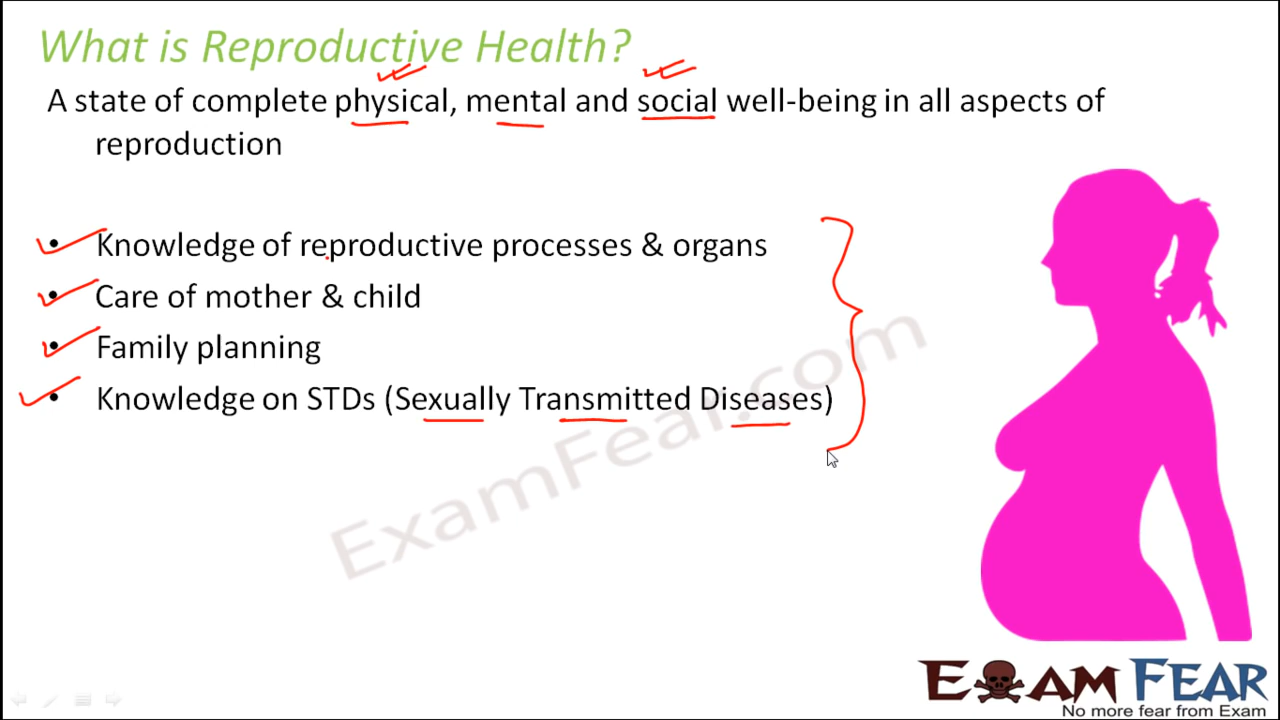 What is Reproductive Health?
A state of complete physical, mental and social well-being in all aspects of
reproduction
• Knowledge of reproductive processes & organs
• Care of mother & child
• Family planning
• Knowledge on STDs (Sexually Transmitted Diseases)
ExamFear.com
EXAM FEAR
No more fear from Exam